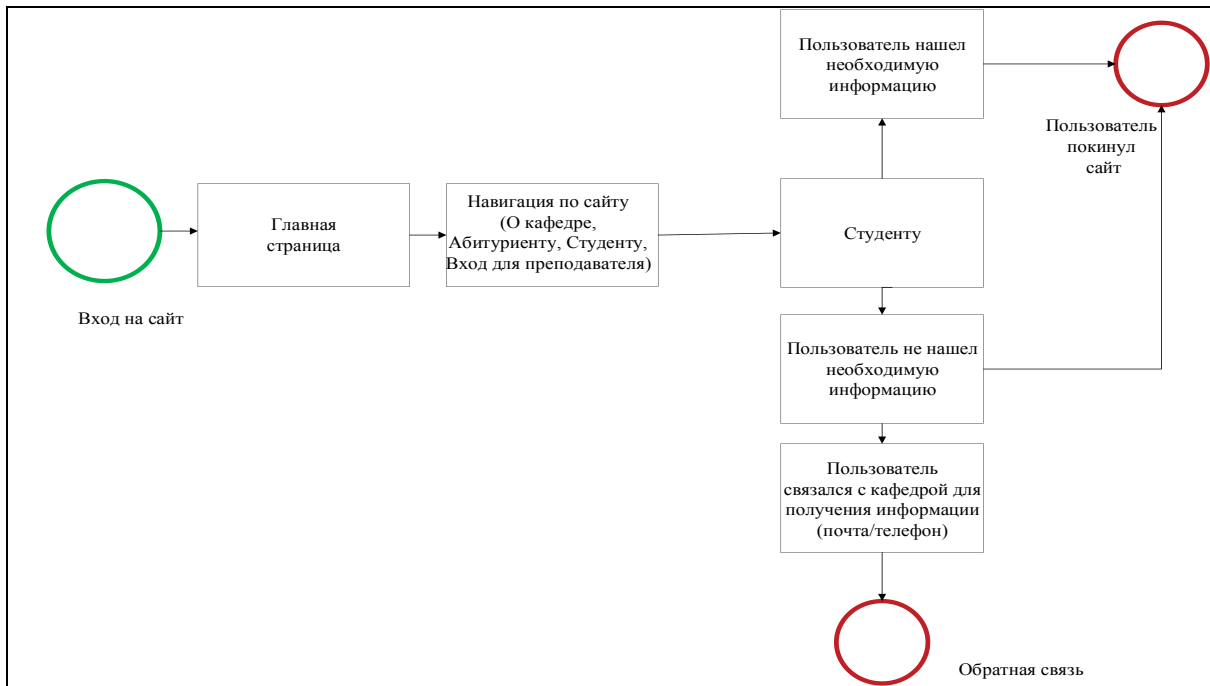 Пользователь нашел
необходимую
информацию
Пользователь
покинул
сайт
Вход на сайт
Главная
страница
Навигация по сайту
(О кафедре,
Абитуриенту, Студенту,
Вход для преподавателя)
Студенту
Пользователь не нашел
необходимую
информацию
Пользователь
связался с кафедрой для
получения информации
(почта/телефон)
Обратная связь